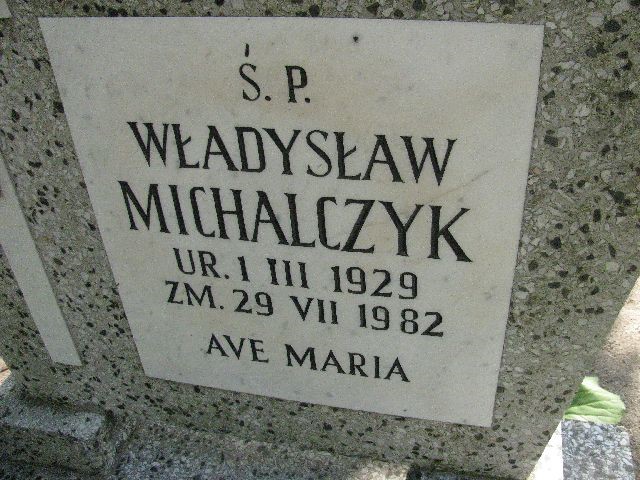 Ś. P.
WŁADYSŁAW
MICHALCZYK
UR. 1 III 1929
ZM. 29 VII 1982
AVE MARIA